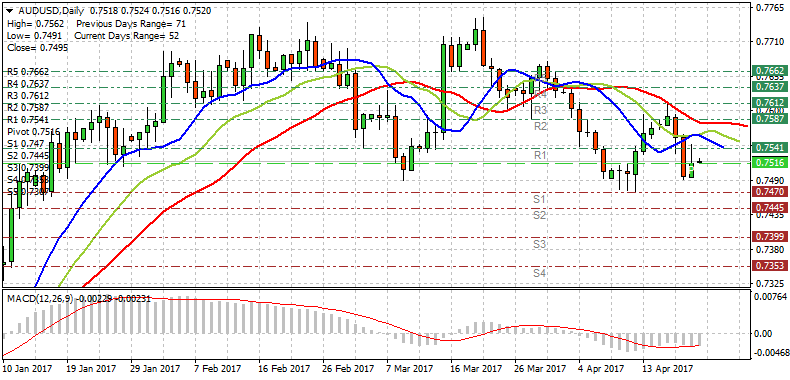 AUDUSD,Daily 0.7518 0.7524 0.7516 0.7520
High= 0.7562 Previous Days Range= 71
Low= 0.7491 Current Days Range= 52
Close= 0.7495
R5 0.7662
R4 0.7637
R3 0.7612
R2 0.7587
R1 0.7541
Pivot 0.7516
S1 0.747
S2 0.7445
S3 0.7399
R3
R2
R1
S1
S2
S3
S4
0.7765
0.7710
0.7662
0.7655
0.7637
0.7612
0.7600
0.7587
0.7541
0.7516
0.7490
0.7470
0.7445
0.7435
0.7399
0.7380
0.7353
0.7325
MACD(12,26,9) -0.00229 -0.00231
0.00764
0.00
-0.00468
10 Jan 2017 19 Jan 2017 29 Jan 2017 7 Feb 2017 16 Feb 2017 26 Feb 2017 7 Mar 2017 16 Mar 2017 26 Mar 2017 4 Apr 2017 13 Apr 2017